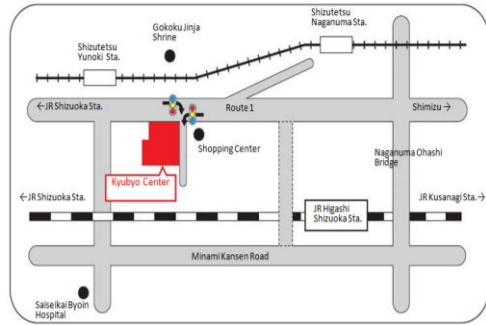 Shizutetsu
Naganuma Sta.
Gokoku Jinja
Shrine
Shizutetsu
Yunoki Sta.
←JR Shizuoka Sta.
Route 1
Shimizu→
Shopping Center
Naganuma Ohashi
Bridge
Kyubyo Center
←JR Shizuoka Sta.
JR Higashi
Shizuoka Sta.
JR Kusanagi Sta.→
Minami Kansen Road
Saiseikai Byoin
Hospital